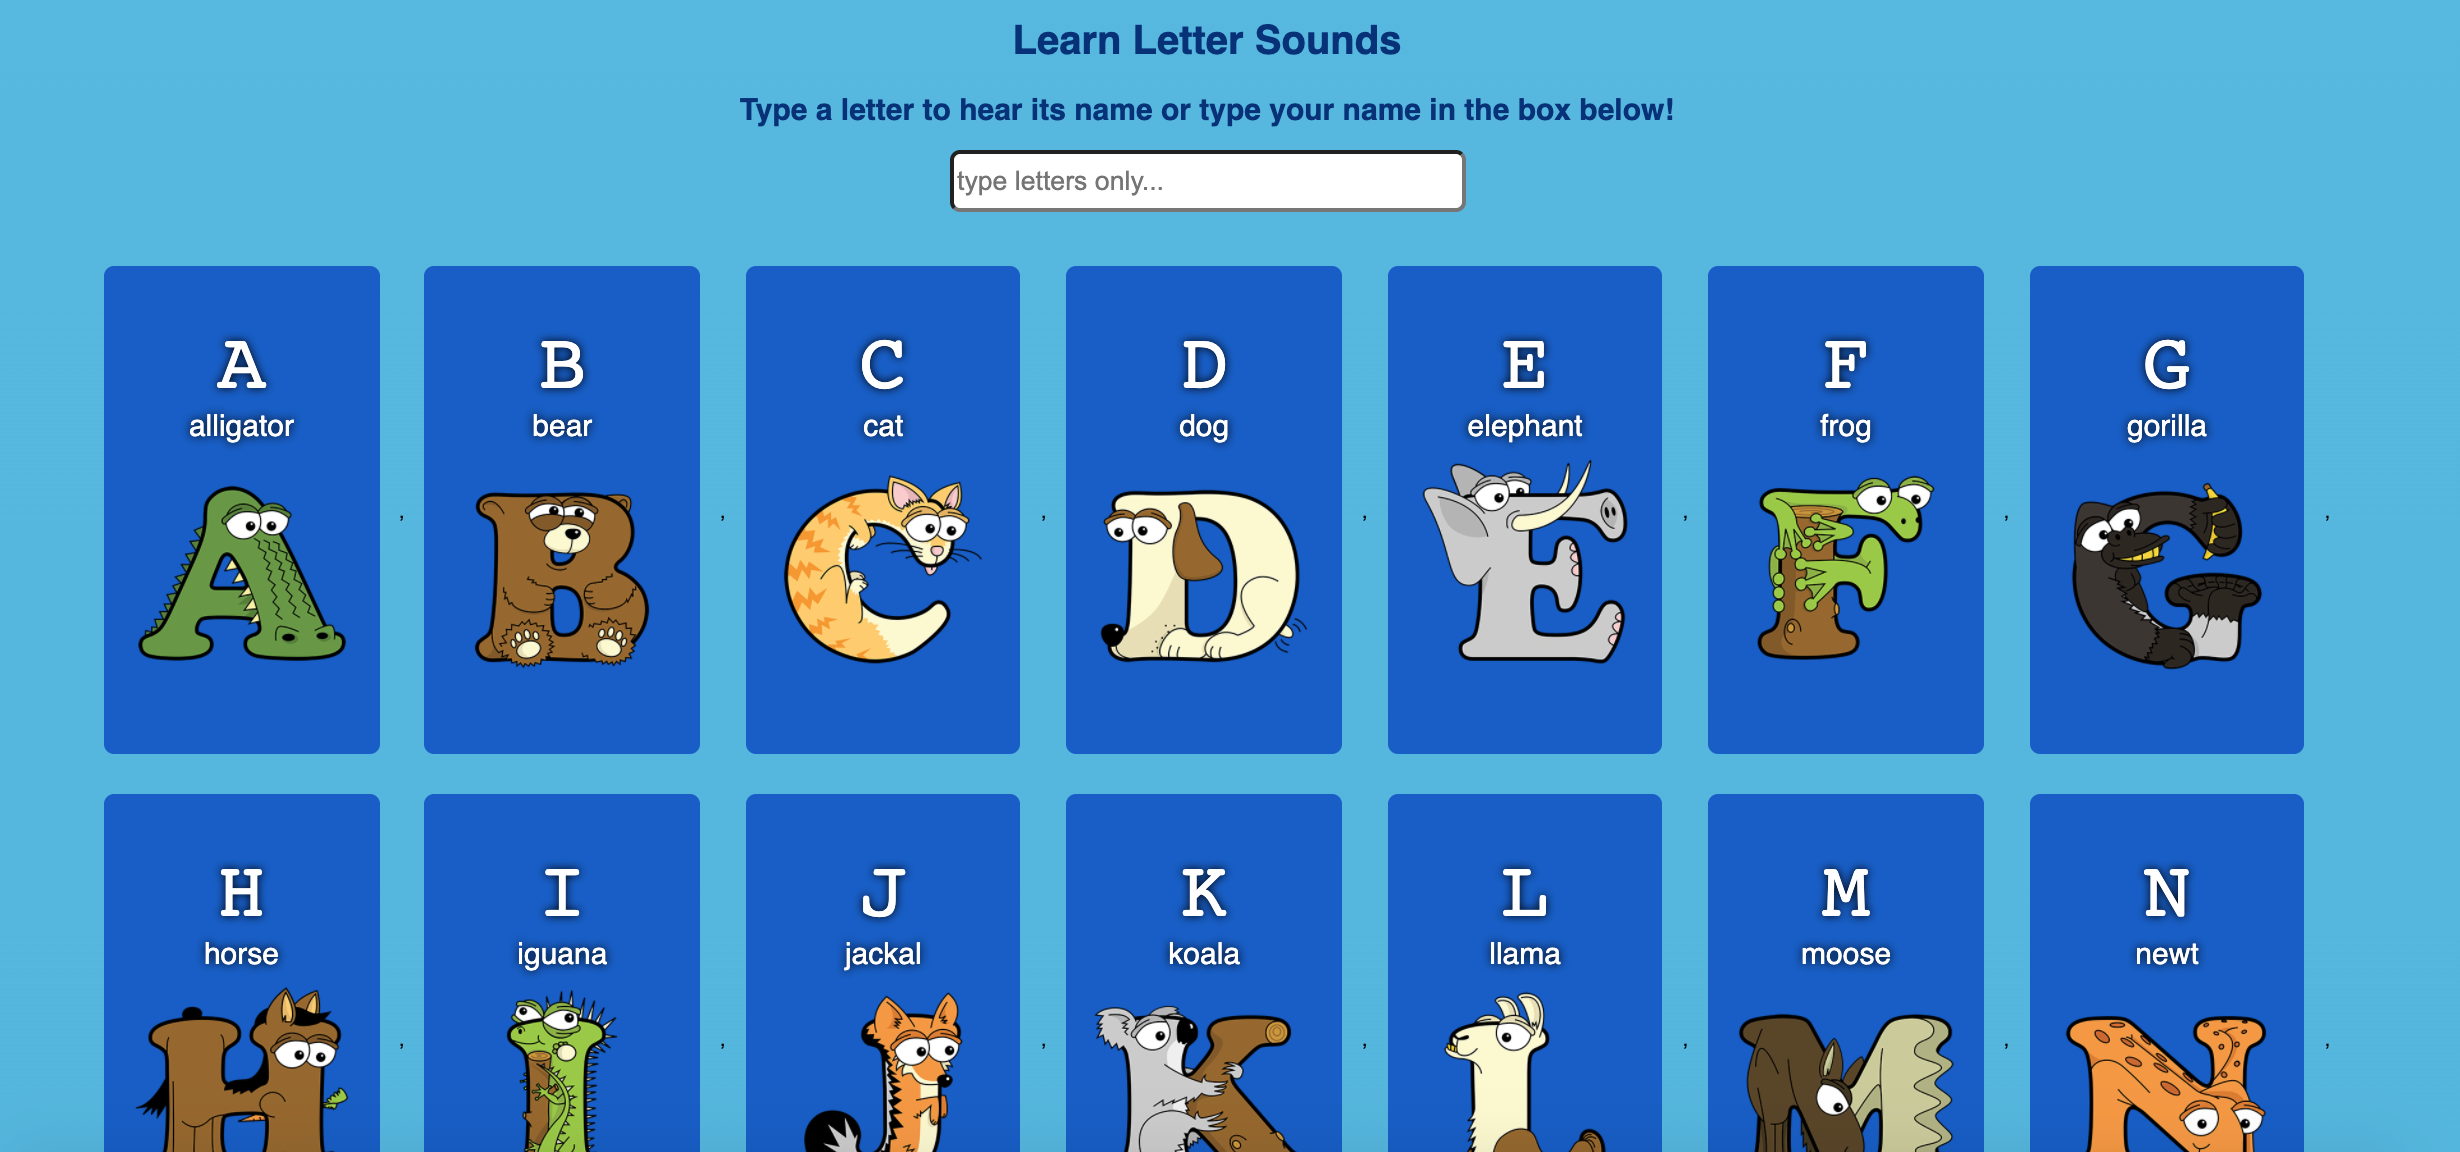 Learn Letter Sounds
Type a letter to hear its name or type your name in the box below!
type letters only...
A
alligator
,
B
bear
,
C
cat
,
D
dog
,
E
elephant
,
F
frog
,
G
gorilla
,
H
horse
,
I
iguana
,
J
jackal
,
K
koala
,
L
llama
,
M
moose
,
N
newt
,